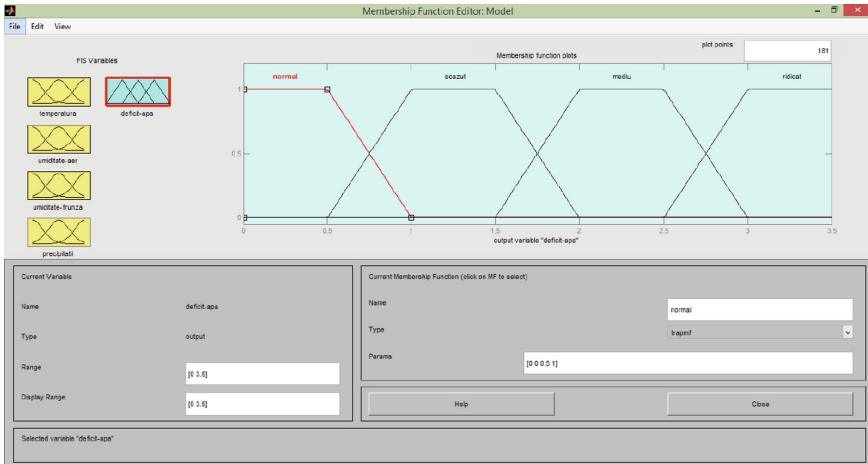 Membership Function Editor: Model
File Edit View
FIS Variables
temperatura
deficit-apa
umiditate-aer
umiditate-frunza
precipitatii
Membership function plots
plot points:
181
normal scazut mediu ridicat
1
0.5
0
0 0.5 1 1.5 2 2.5 3 3.5
output variable "deficit-apa"
Current Variable
Name deficit-apa
Type output
Range [0 3.5]
Display Range [0 3.5]
Current Membership Function (click on MF to select)
Name normal
Type trapmf
Params [0 0 0.5 1]
Help Close
Selected variable "deficit-apa"